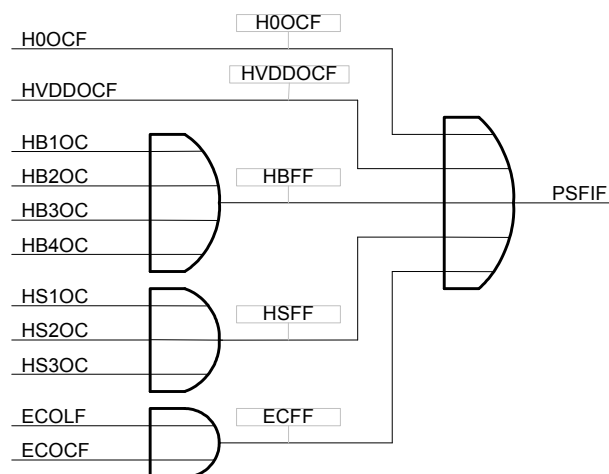 H0OCF
H0OCF
HVDDOCF
HVDDOCF
HB1OC
HB2OC
HBFF
PSFIF
HB3OC
HB4OC
HS1OC
HSFF
HS2OC
HS3OC
ECOLF
ECFF
ECOCF